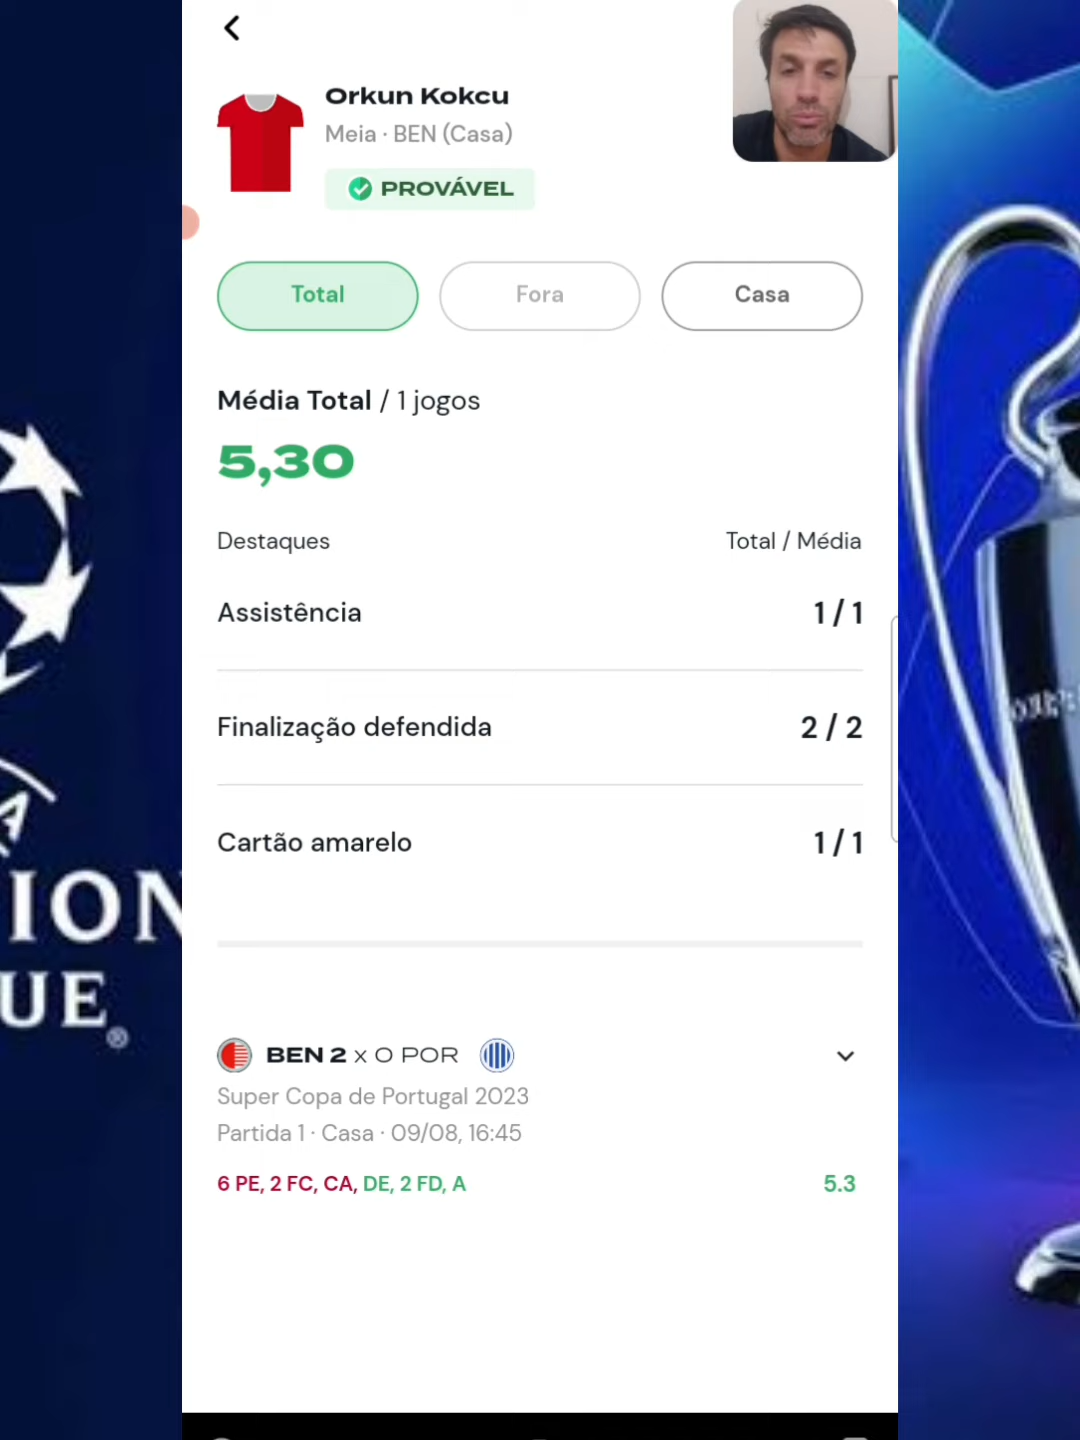 Orkun Kokcu
Meia · BEN (Casa)
PROVÁVEL
Total
Fora
Casa
Média Total / 1 jogos
5,30
Destaques
Total / Média
Assistência
1 / 1
Finalização defendida
2 / 2
Cartão amarelo
1 / 1
BEN 2 x 0 POR
Super Copa de Portugal 2023
Partida 1 · Casa · 09/08, 16:45
6 PE, 2 FC, CA, DE, 2 FD, A
5.3
A
ION
UE®